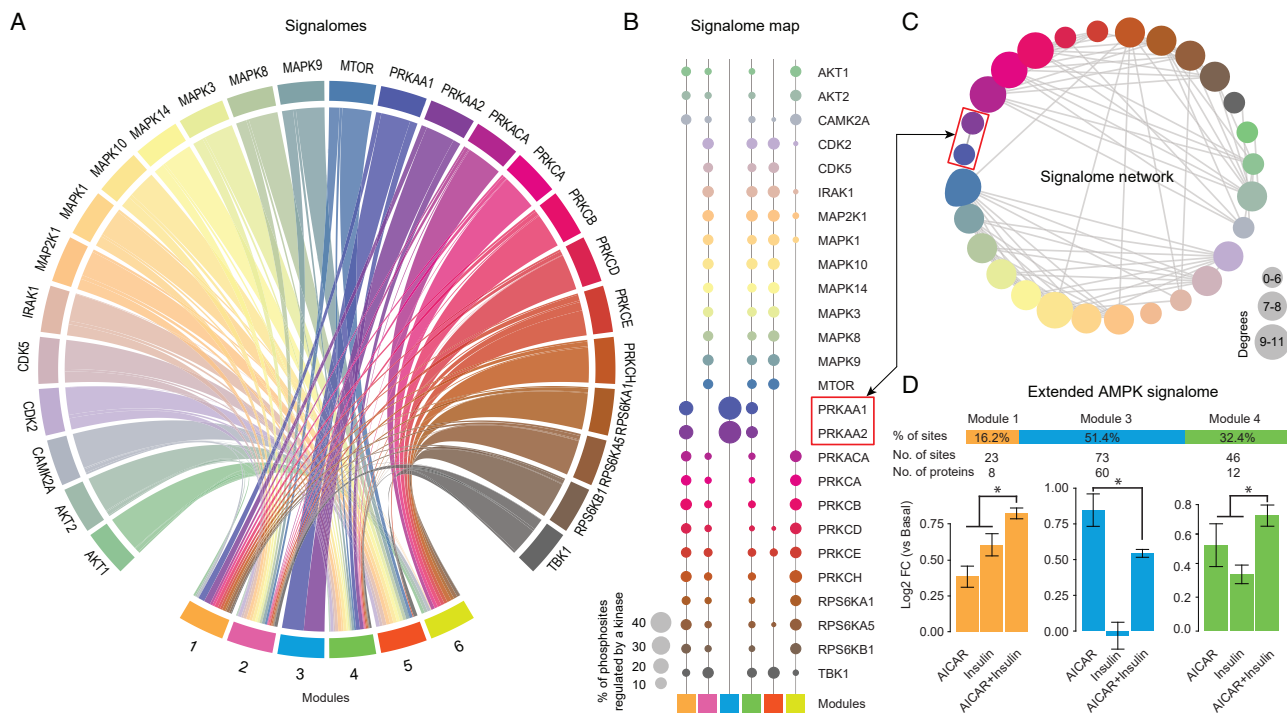 A
Signalomes
AKT1
AKT2
CAMK2A
CDK2
CDK5
IRAK1
MAP2K1
MAPK1
MAPK10
MAPK14
MAPK3
MAPK8
MAPK9
MTOR
PRKAA1
PRKAA2
PRKACA
PRKCA
PRKCB
PRKCD
PRKCE
PRKCH
RPS6KA1
RPS6KA5
RPS6KB1
TBK1
1
2
3
4
5
6
Modules
B
Signalome map
AKT1
AKT2
CAMK2A
CDK2
CDK5
IRAK1
MAP2K1
MAPK1
MAPK10
MAPK14
MAPK3
MAPK8
MAPK9
MTOR
PRKAA1
PRKAA2
PRKACA
PRKCA
PRKCB
PRKCD
PRKCE
PRKCH
RPS6KA1
RPS6KA5
RPS6KB1
TBK1
Modules
% of phosphosites
regulated by a kinase
40
30
20
10
C
Signalome network
Degrees
0-6
7-8
9-11
D
Extended AMPK signalome
Module 1 Module 3 Module 4
% of sites 16.2% 51.4% 32.4%
No. of sites 23 73 46
No. of proteins 8 60 12
Log2 FC (vs Basal)
0.75
0.50
0.25
0.00
*
AICAR
Insulin
AICAR+Insulin
1.00
0.75
0.50
0.25
0.00
*
AICAR
Insulin
AICAR+Insulin
0.8
0.6
0.4
0.2
0.0
*
AICAR
Insulin
AICAR+Insulin